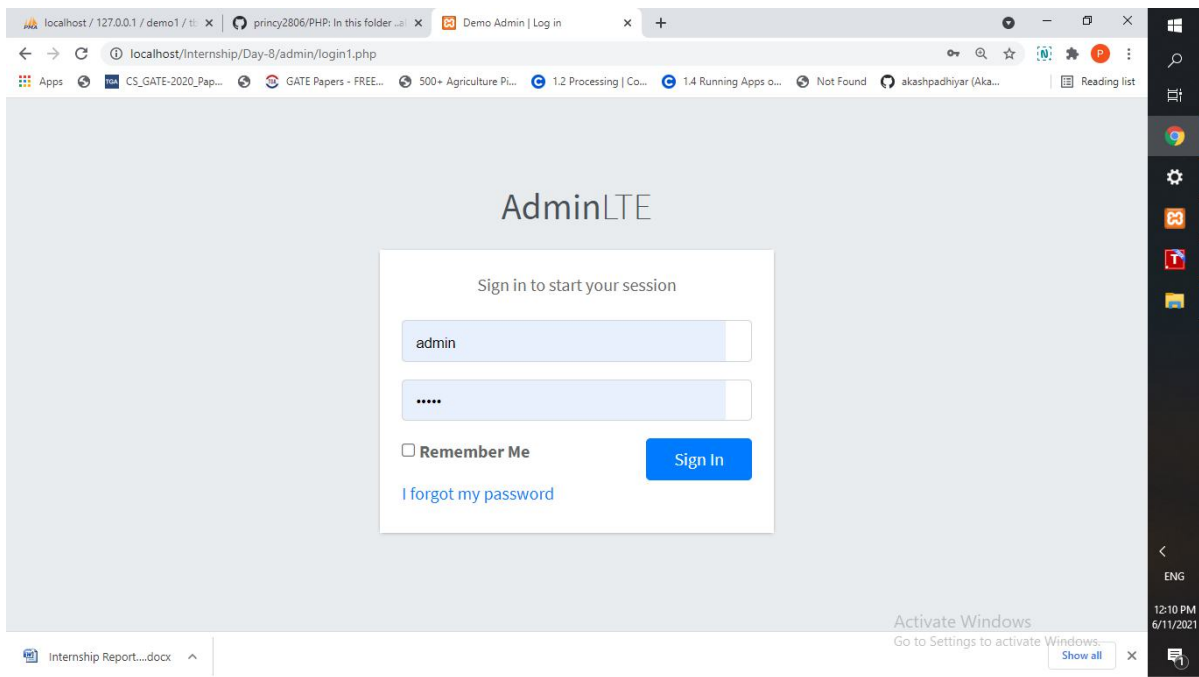 localhost / 127.0.0.1 / demo1 / tb
princy2806/PHP: In this folder ..a
Demo Admin | Log in
localhost/Internship/Day-8/admin/login1.php
P
Apps
TGA
CS_GATE-2020_Pap...
GATE Papers - FREE...
500+ Agriculture Pi...
1.2 Processing | Co...
1.4 Running Apps o...
Not Found
akashpadhiyar (Aka...
Reading list
AdminLTE
Sign in to start your session
admin
•••••
Remember Me
Sign In
I forgot my password
Activate Windows
Go to Settings to activate Windows.
Internship Report....docx
Show all
ENG
12:10 PM
6/11/2021
1